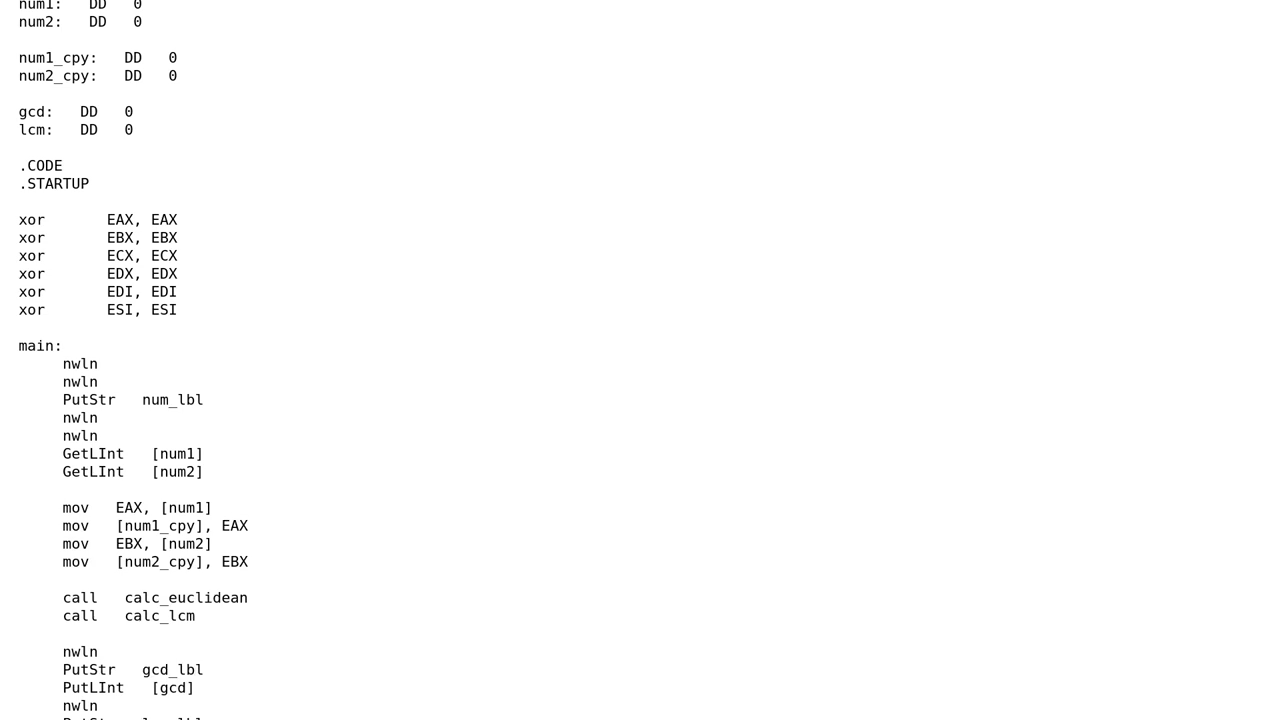 num1:   DD   0
num2:   DD   0

num1_cpy:   DD   0
num2_cpy:   DD   0

gcd:   DD   0
lcm:   DD   0

.CODE
.STARTUP

xor       EAX, EAX
xor       EBX, EBX
xor       ECX, ECX
xor       EDX, EDX
xor       EDI, EDI
xor       ESI, ESI

main:
     nwln
     nwln
     PutStr   num_lbl
     nwln
     nwln
     GetLInt   [num1]
     GetLInt   [num2]

     mov   EAX, [num1]
     mov   [num1_cpy], EAX
     mov   EBX, [num2]
     mov   [num2_cpy], EBX

     call   calc_euclidean
     call   calc_lcm

     nwln
     PutStr   gcd_lbl
     PutLInt   [gcd]
     nwln